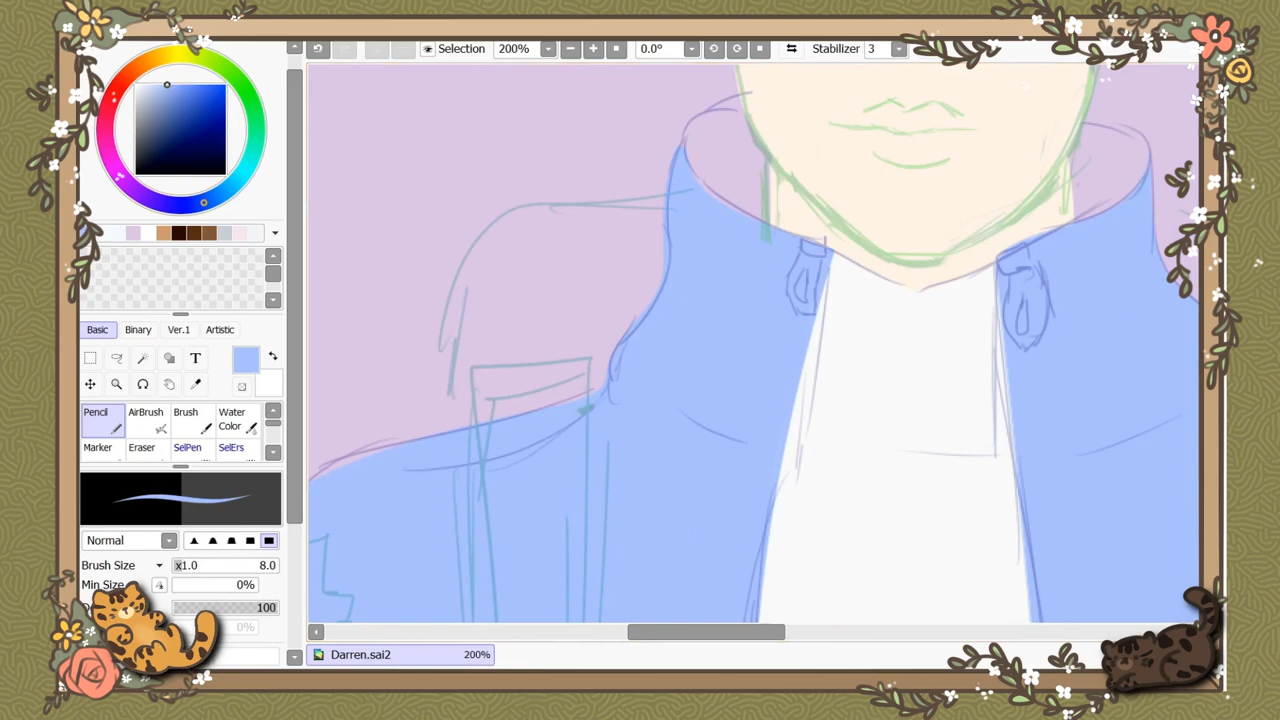 Selection 200% 0.0° Stabilizer 3
Basic Binary Ver.1 Artistic
T
Pencil AirBrush Brush Water Color
Marker Eraser SelPen SelErs
Normal
Brush Size x1.0 8.0
Min Size 0%
100
0%
Darren.sai2 200%